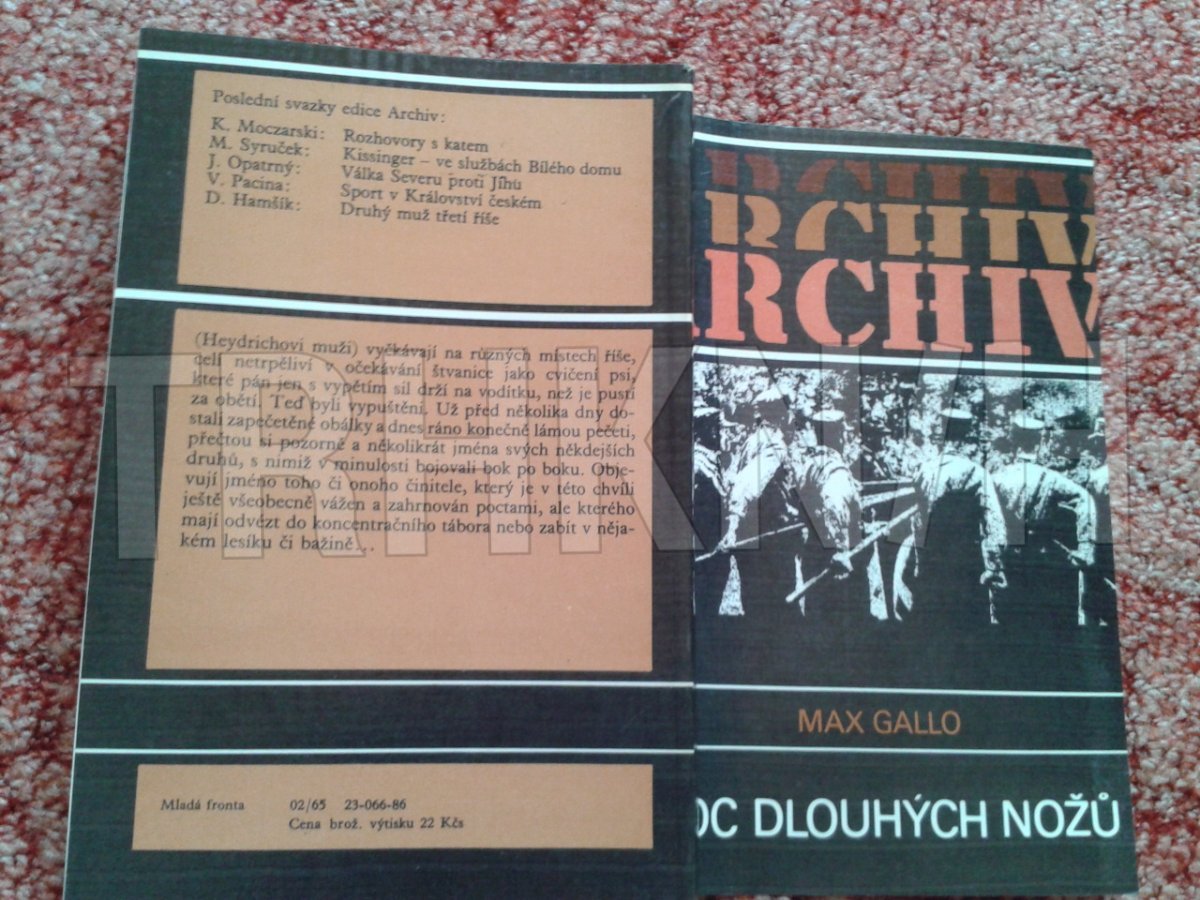 Poslední svazky edice Archiv:
K. Moczarski: Rozhovory s katem
M. Syruček: Kissinger – ve službách Bílého domu
J. Opatrný: Válka Severu proti Jihu
V. Pacina: Sport v Království českém
D. Hamšík: Druhý muž třetí říše
(Heydrichovi muži) vyčkávají na různých místech říše,
celí netrpěliví v očekávání štvanice jako cvičení psi,
které pán jen s vypětím sil drží na vodítku, než je pustí
za obětí. Teď byli vypuštěni. Už před několika dny do-
stali zapečetěné obálky a dnes ráno konečně lámou pečeti,
přečtou si pozorně a několikrát jména svých někdejších
druhů, s nimiž v minulosti bojovali bok po boku. Obje-
vují jméno toho či onoho činitele, který je v této chvíli
ještě všeobecně vážen a zahrnován poctami, ale kterého
mají odvézt do koncentračního tábora nebo zabít v něja-
kém lesíku či bažině...
Mladá fronta 02/65 23-066-86
Cena brož. výtisku 22 Kčs
RCHIV
RCHIV
RCHIV
MAX GALLO
OC DLOUHÝCH NOŽŮ
TRHKNIH